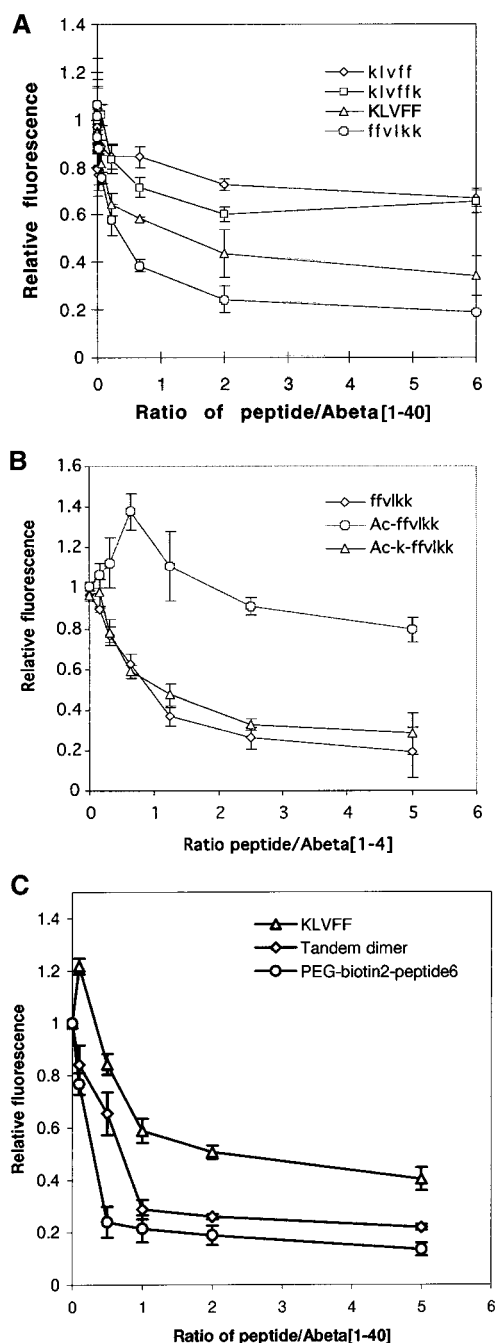 A
1.4
1.2
1
0.8
0.6
0.4
0.2
0
Relative fluorescence
klvff
klvffk
KLVFF
ffvlkk
0 1 2 3 4 5 6
Ratio of peptide/Abeta[1-40]
B
1.6
1.4
1.2
1
0.8
0.6
0.4
0.2
0
Relative fluorescence
ffvlkk
Ac-ffvlkk
Ac-k-ffvlkk
0 1 2 3 4 5 6
Ratio peptide/Abeta[1-4]
C
1.4
1.2
1
0.8
0.6
0.4
0.2
0
Relative fluorescence
KLVFF
Tandem dimer
PEG-biotin2-peptide6
0 1 2 3 4 5 6
Ratio of peptide/Abeta[1-40]